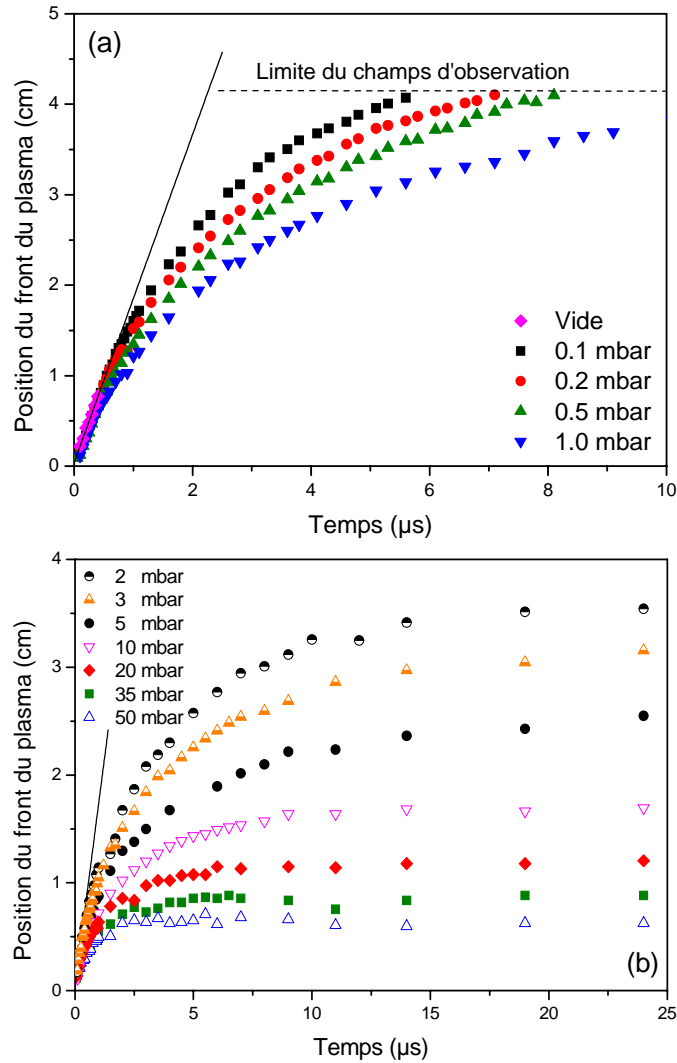 (a)
Limite du champs d'observation
Position du front du plasma (cm)
5
4
3
2
1
0
Vide
0.1 mbar
0.2 mbar
0.5 mbar
1.0 mbar
0 2 4 6 8 10
Temps (µs)
4
3
2
1
0
Position du front du plasma (cm)
2 mbar
3 mbar
5 mbar
10 mbar
20 mbar
35 mbar
50 mbar
(b)
0 5 10 15 20 25
Temps (µs)